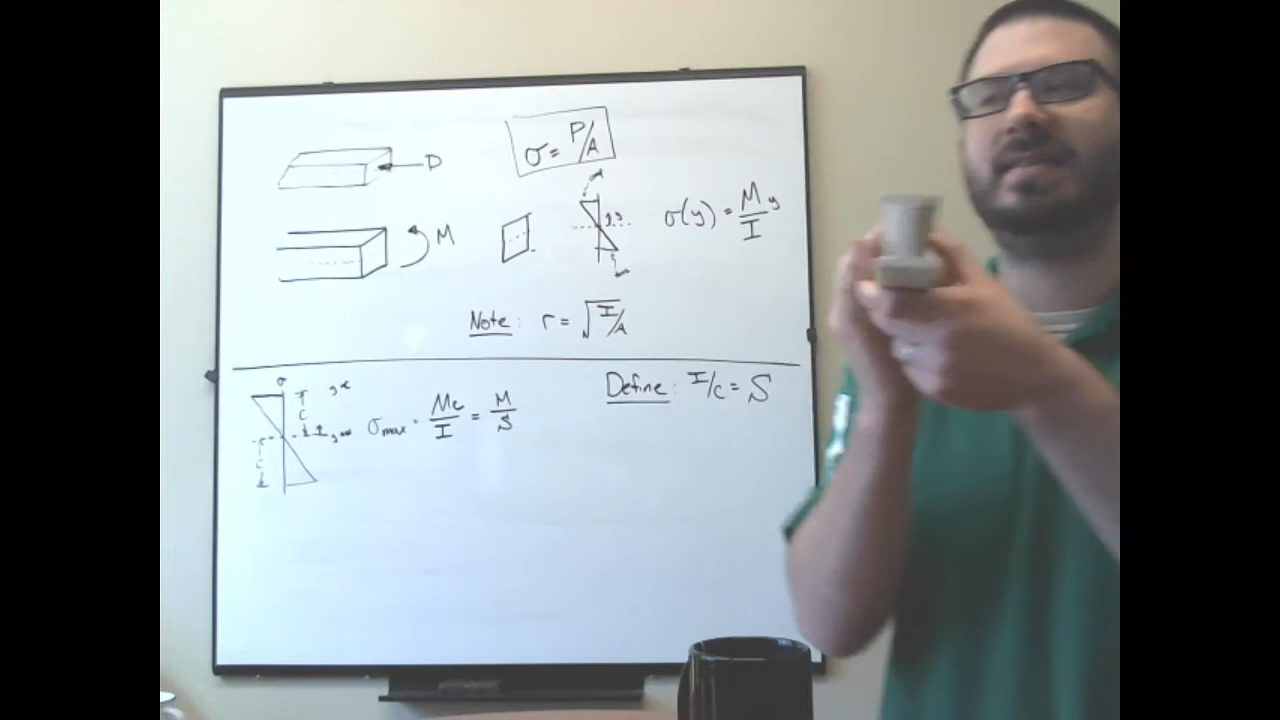 σ = P/A
P
M
σ(y) = My/I
Note: r = √I/A
Define: I/c = S
σ
c
c
σmax = Mc/I = M/S